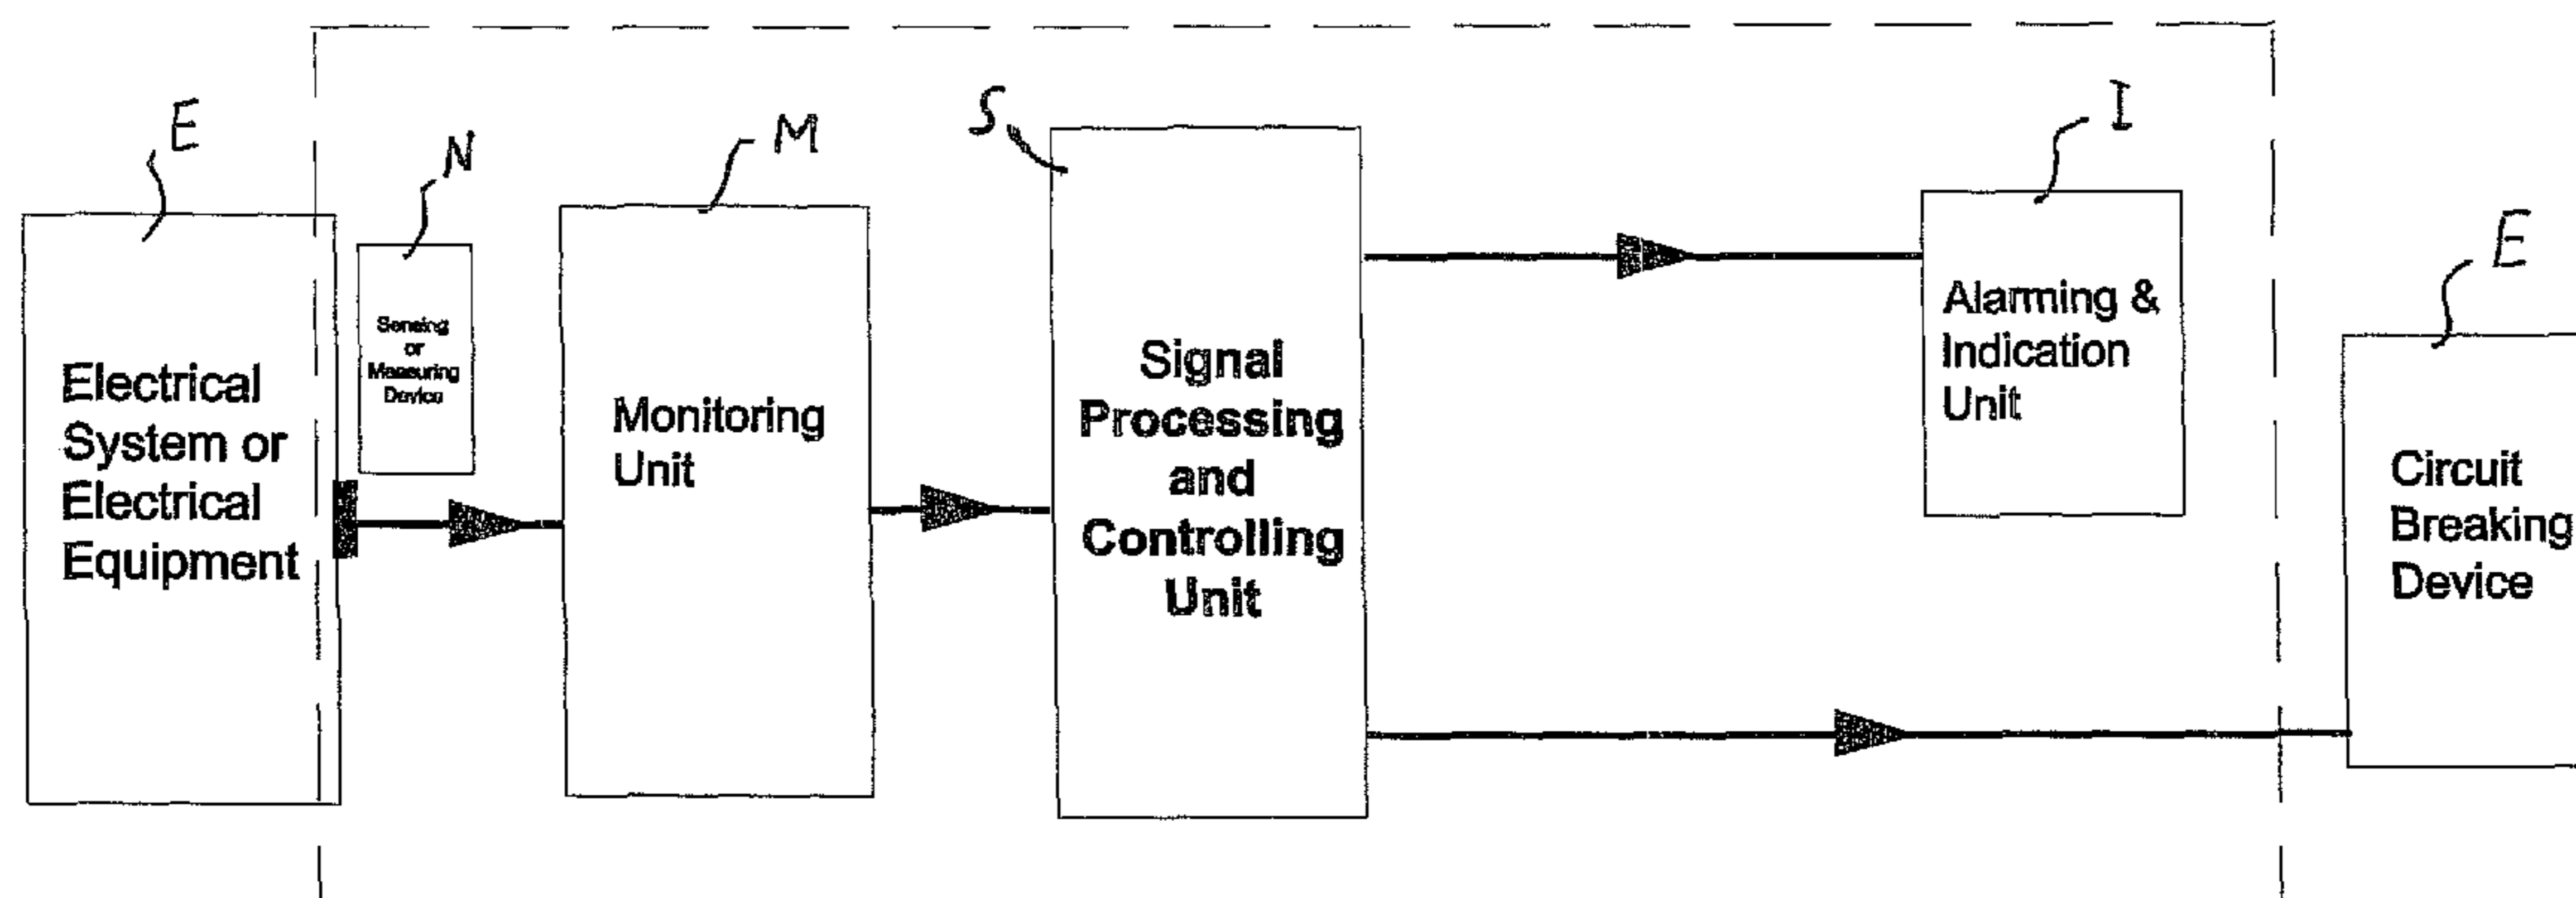 E
N
M
S
I
E
Electrical
System or
Electrical
Equipment
Sensing
or
Measuring
Device
Monitoring
Unit
Signal
Processing
and
Controlling
Unit
Alarming &
Indication
Unit
Circuit
Breaking
Device